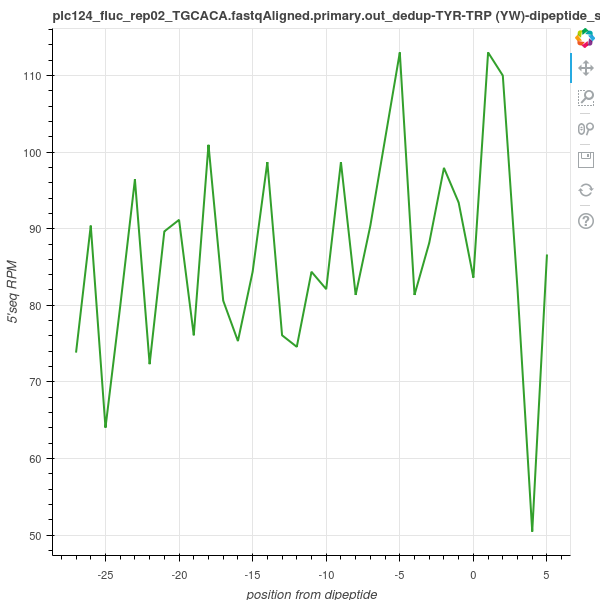 plc124_fluc_rep02_TGCACA.fastqAligned.primary.out_dedup-TYR-TRP (YW)-dipeptide_s
110
100
90
80
70
60
50
5'seq RPM
-25 -20 -15 -10 -5 0 5
position from dipeptide